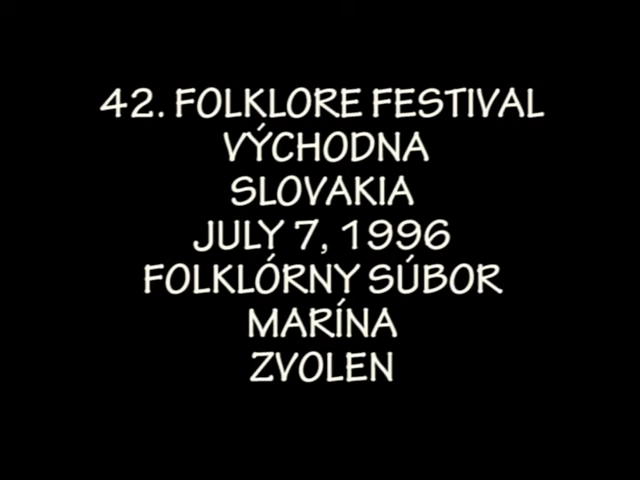 42. FOLKLORE FESTIVAL
VÝCHODNA
SLOVAKIA
JULY 7, 1996
FOLKLÓRNY SÚBOR
MARÍNA
ZVOLEN